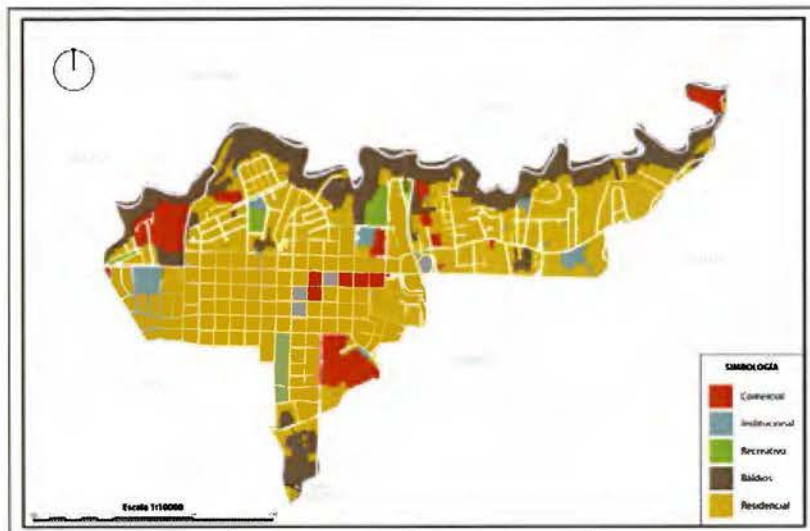 SIMBOLOGÍA
Comercial
Institucional
Recreativo
Baldíos
Residencial
Escala 1:10000